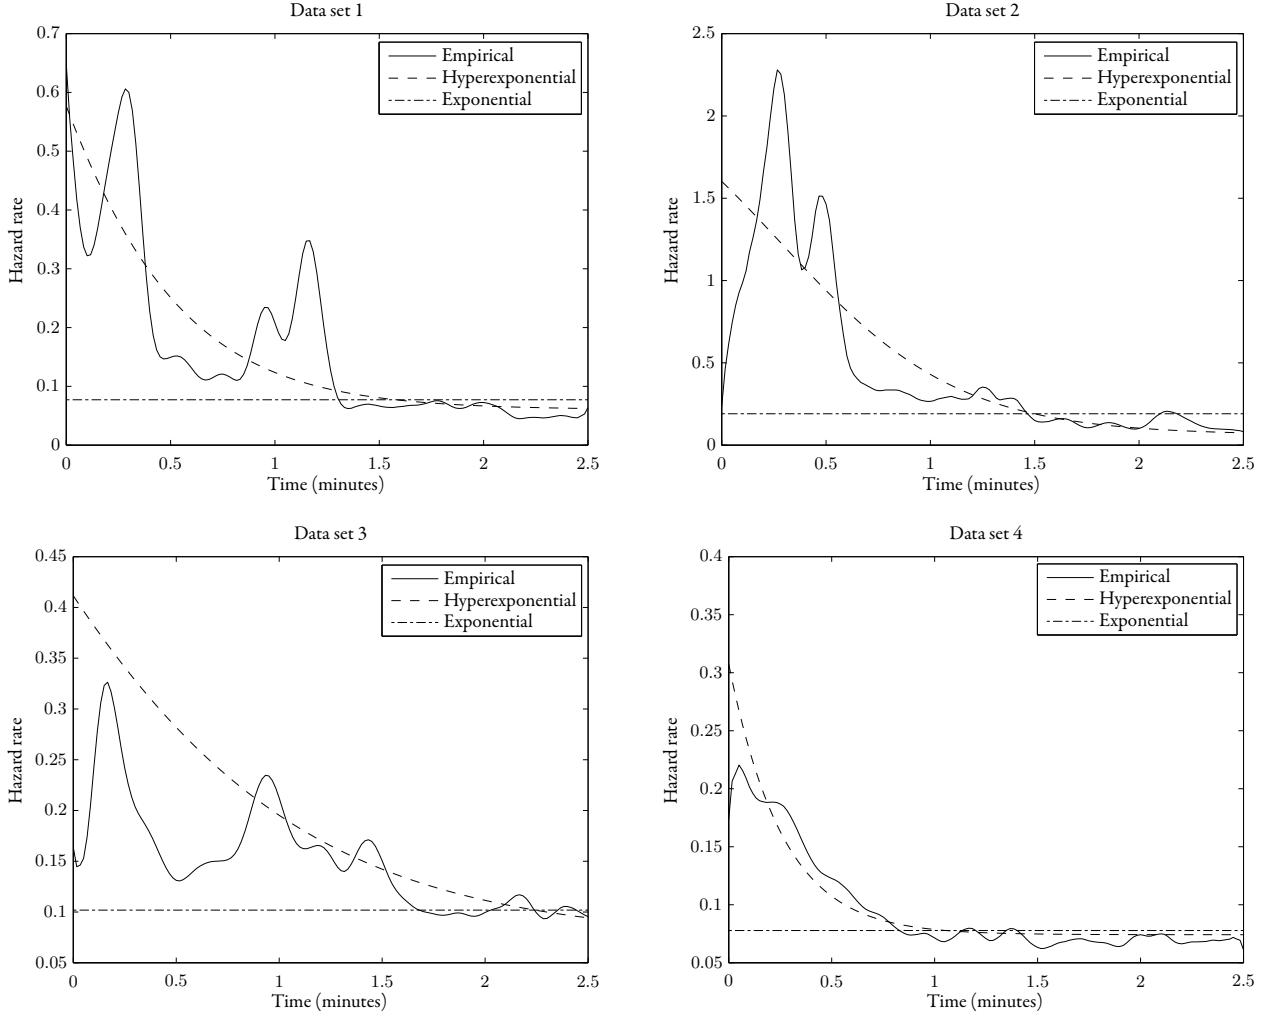 Data set 1
0.7
0.6
0.5
0.4
0.3
0.2
0.1
0
Hazard rate
Empirical
Hyperexponential
Exponential
0 0.5 1 1.5 2 2.5
Time (minutes)
Data set 2
2.5
2
1.5
1
0.5
0
Hazard rate
Empirical
Hyperexponential
Exponential
0 0.5 1 1.5 2 2.5
Time (minutes)
Data set 3
0.45
0.4
0.35
0.3
0.25
0.2
0.15
0.1
0.05
Hazard rate
Empirical
Hyperexponential
Exponential
0 0.5 1 1.5 2 2.5
Time (minutes)
Data set 4
0.4
0.35
0.3
0.25
0.2
0.15
0.1
0.05
Hazard rate
Empirical
Hyperexponential
Exponential
0 0.5 1 1.5 2 2.5
Time (minutes)